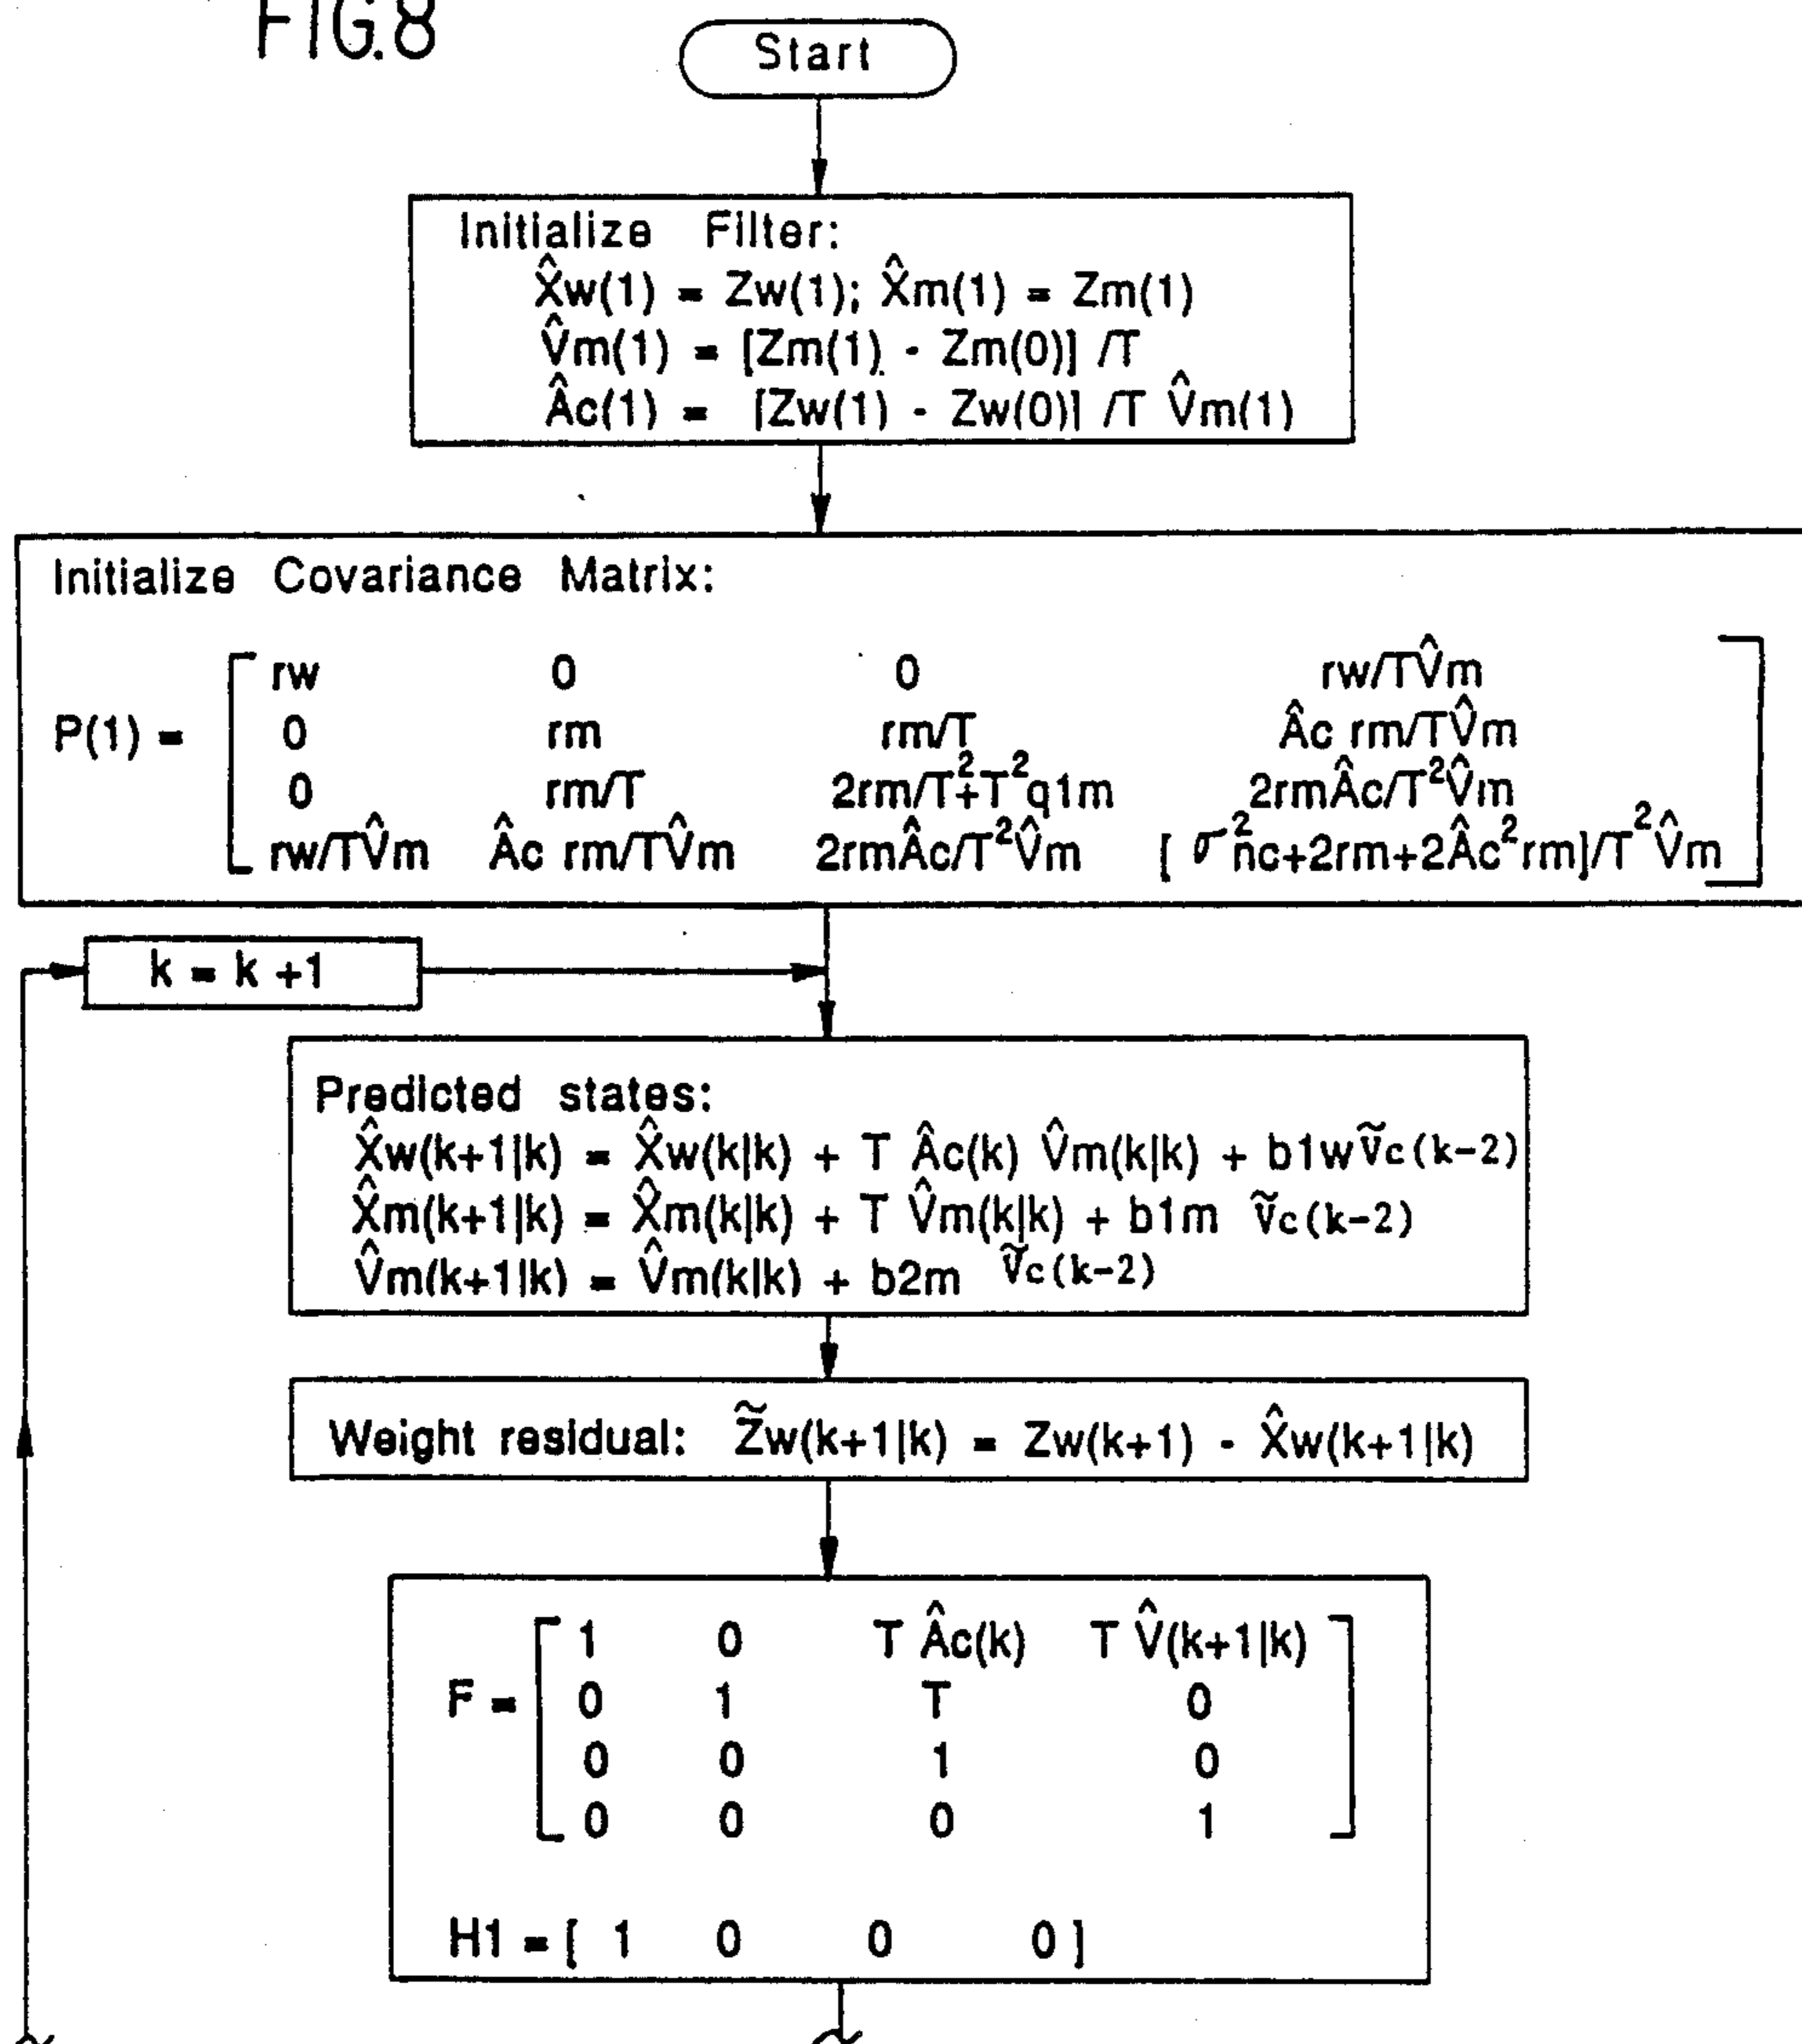 FIG.8
Start
Initialize Filter:
X̂w(1) = Zw(1); X̂m(1) = Zm(1)
V̂m(1) = [Zm(1) - Zm(0)] /T
Âc(1) = [Zw(1) - Zw(0)] /T V̂m(1)
Initialize Covariance Matrix:
rw 0 0 rw/TV̂m
P(1) = 0 rm rm/T Âc rm/TV̂m
0 rm/T 2rm/T²+T²q1m 2rmÂc/T²V̂m
rw/TV̂m Âc rm/TV̂m 2rmÂc/T²V̂m [ σ²nc+2rm+2Âc²rm]/T²V̂m
k = k +1
Predicted states:
X̂w(k+1|k) = X̂w(k|k) + T Âc(k) V̂m(k|k) + b1wṽc(k-2)
X̂m(k+1|k) = X̂m(k|k) + T V̂m(k|k) + b1m ṽc(k-2)
V̂m(k+1|k) = V̂m(k|k) + b2m ṽc(k-2)
Weight residual: Z̃w(k+1|k) = Zw(k+1) - X̂w(k+1|k)
1 0 T Âc(k) T V̂(k+1|k)
F = 0 1 T 0
0 0 1 0
0 0 0 1
H1 = [ 1 0 0 0 ]